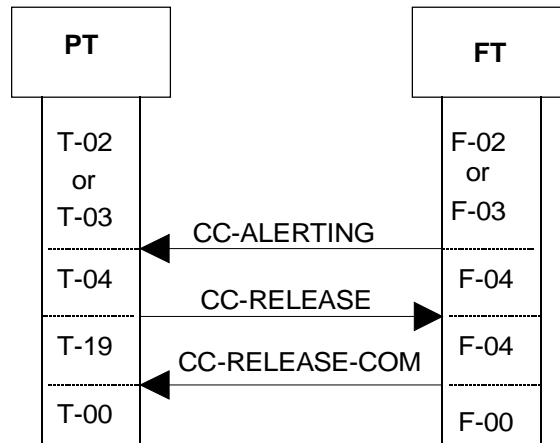 PT
FT
T-02
F-02
or
or
T-03
F-03
CC-ALERTING
T-04
F-04
CC-RELEASE
T-19
F-04
CC-RELEASE-COM
T-00
F-00